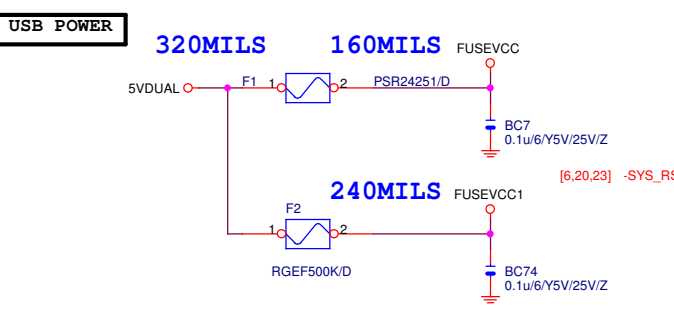 USB POWER
320MILS
160MILS
FUSEVCC
5VDUAL
F1
1
2
PSR24251/D
BC7
0.1u/6/Y5V/25V/Z
[6,20,23] -SYS_RS
240MILS
FUSEVCC1
F2
1
2
RGEF500K/D
BC74
0.1u/6/Y5V/25V/Z